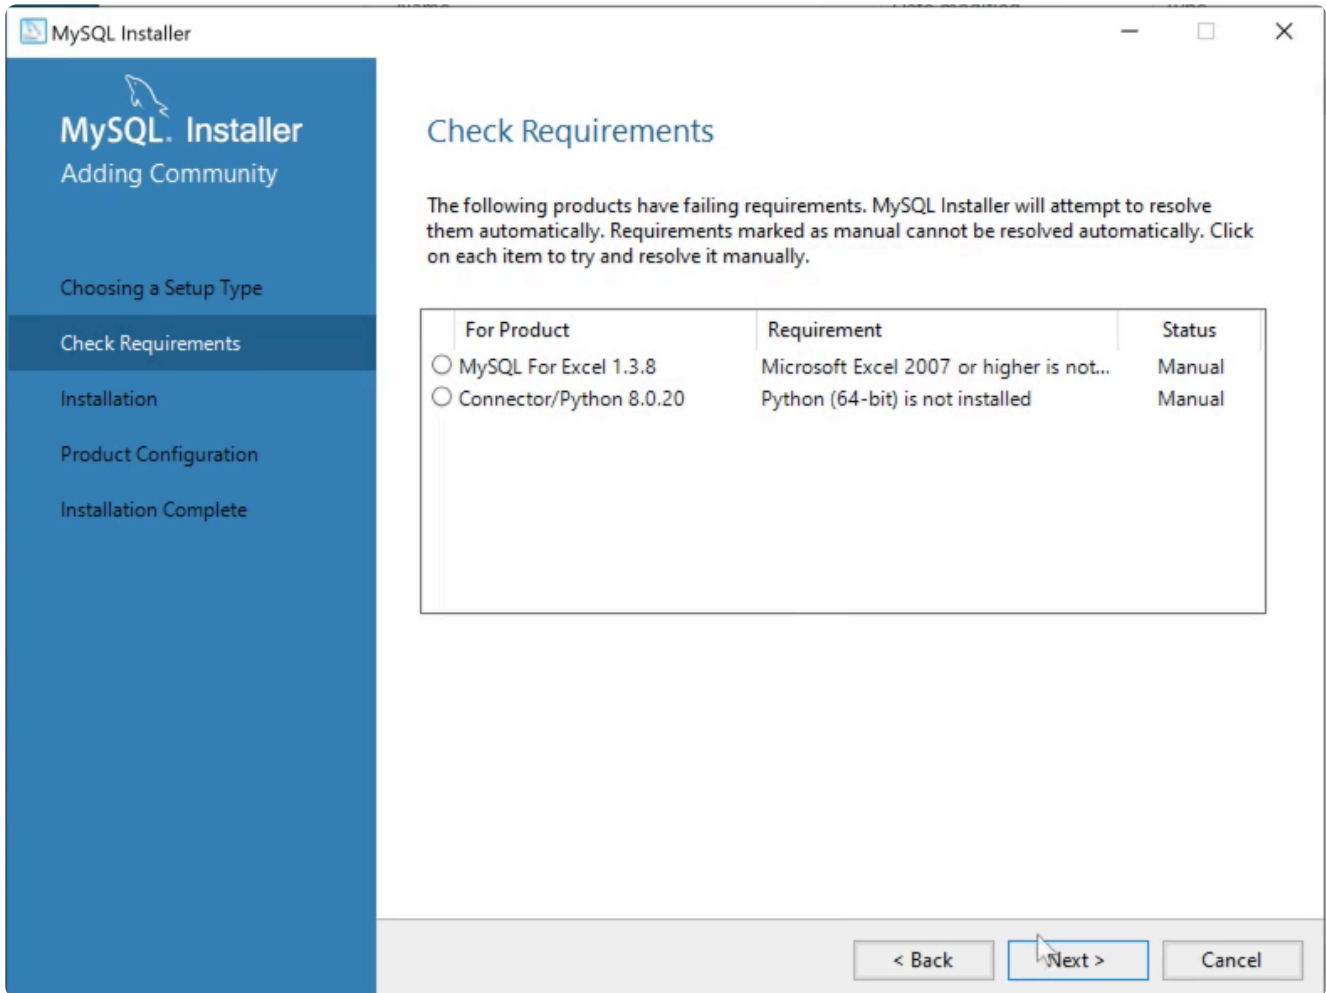 MySQL Installer
MySQL. Installer
Adding Community
Choosing a Setup Type
Check Requirements
Installation
Product Configuration
Installation Complete
Check Requirements
The following products have failing requirements. MySQL Installer will attempt to resolve
them automatically. Requirements marked as manual cannot be resolved automatically. Click
on each item to try and resolve it manually.
For Product Requirement Status
MySQL For Excel 1.3.8 Microsoft Excel 2007 or higher is not... Manual
Connector/Python 8.0.20 Python (64-bit) is not installed Manual
< Back Next > Cancel